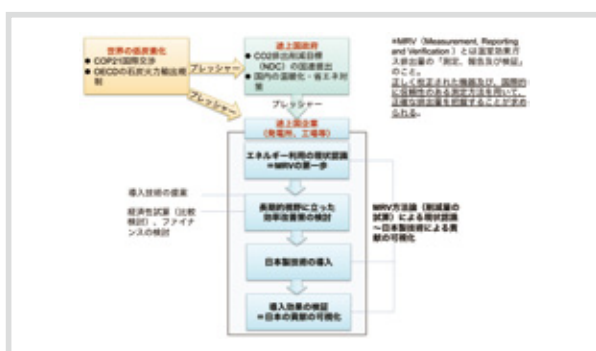 世界の低炭素化
● COP21国際交渉
● OECDの石炭火力輸出規
制
プレッシャー
途上国政府
● CO2排出削減目標
(NDC)の国連提出
● 国内の温暖化・省エネ対
策
プレッシャー
プレッシャー
※MRV(Measurement, Reporting
and Verification)とは温室効果ガ
ス排出量の「測定、報告及び検証」
のこと。
正しく校正された機器及び、国際的
に信頼性のある測定方法を用いて、
正確な排出量を把握することが求め
られる。
途上国企業
(発電所、工場等)
エネルギー利用の現状認識
=MRVの第一歩
導入技術の提案
経済性試算(比較
検討)、ファイナ
ンスの検討
長期的視野に立った
効率改善策の検討
MRV方法論(削減量の
試算)による現状認識
~日本製技術による貢
献の可視化
日本製技術の導入
導入効果の検証
=日本の貢献の可視化